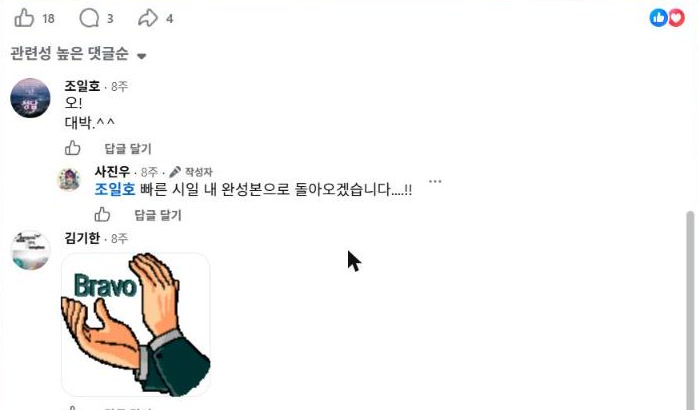 18 3 4
관련성 높은 댓글순
조일호 · 8주
오!
대박.^^
답글 달기
사진우 · 8주 · 작성자
조일호 빠른 시일 내 완성본으로 돌아오겠습니다....!!
답글 달기
김기한 · 8주
Bravo